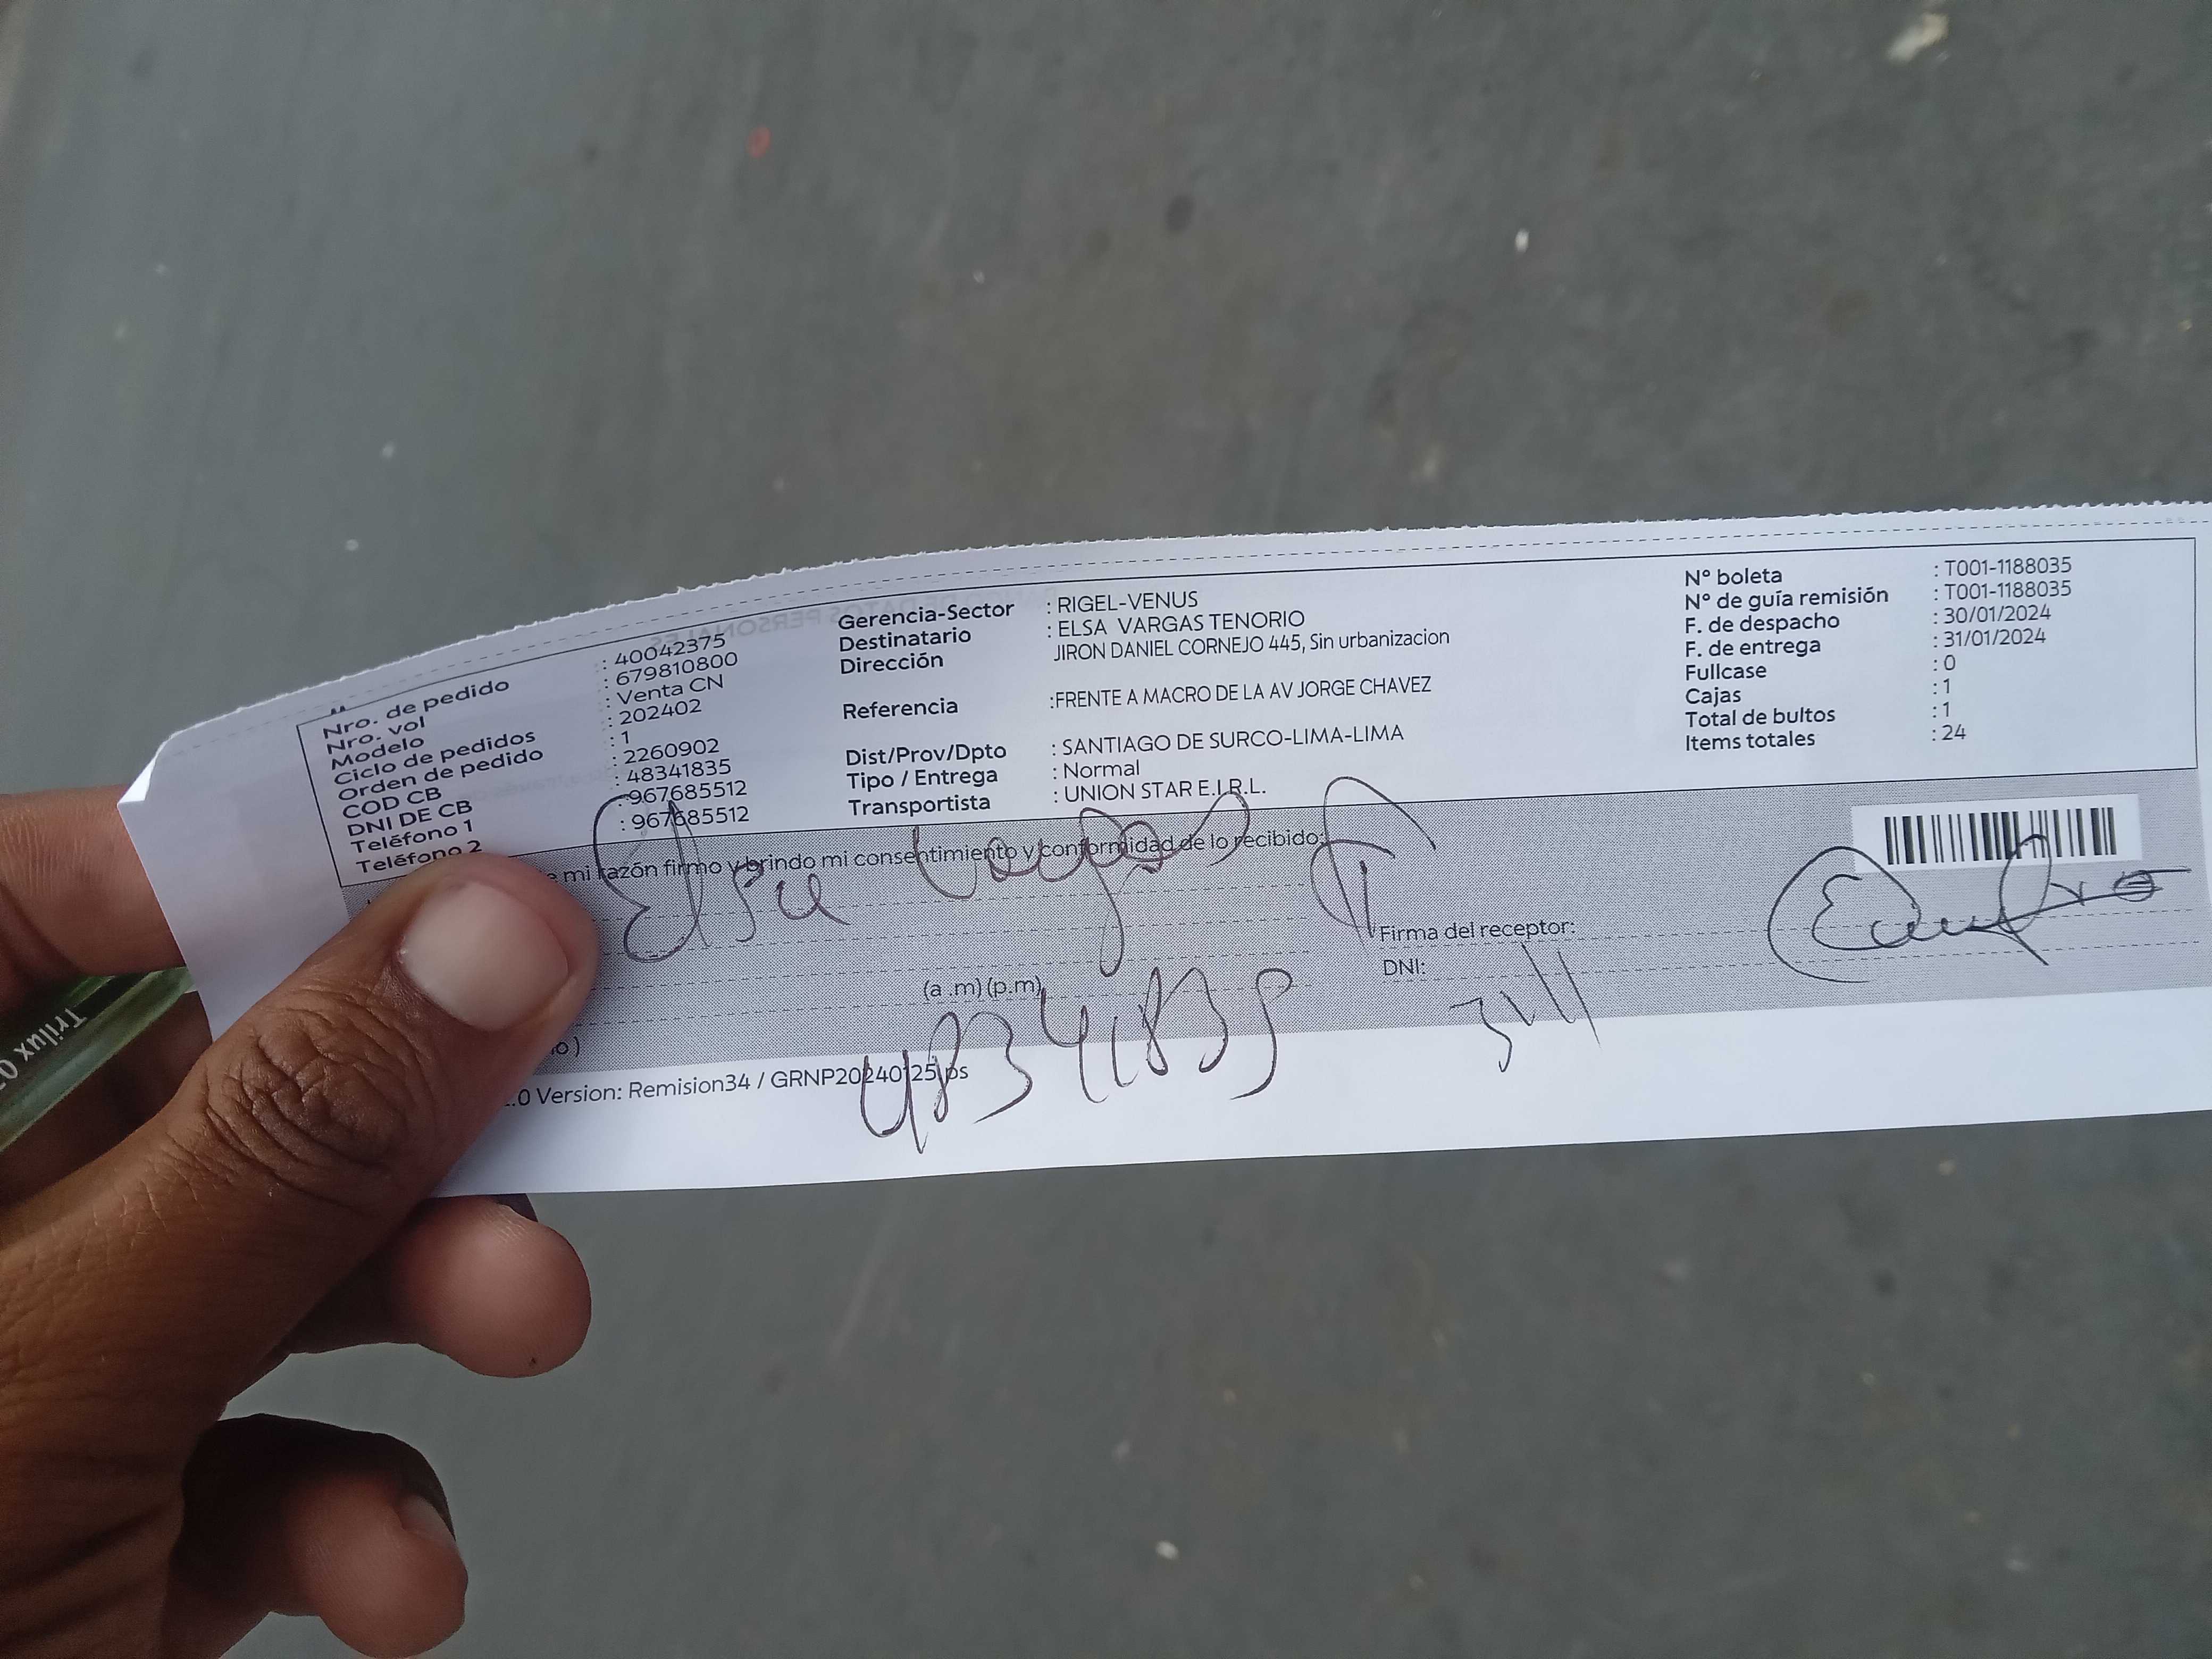 Nro. de pedido : 40042375
Nro. vol : 679810800
Modelo : Venta CN
Ciclo de pedidos : 202402
Orden de pedido : 1
COD CB : 2260902
DNI DE CB : 48341835
Teléfono 1 : 967685512
Teléfono 2 : 967685512
Gerencia-Sector : RIGEL-VENUS
Destinatario : ELSA VARGAS TENORIO
Dirección JIRON DANIEL CORNEJO 445, Sin urbanizacion
Referencia :FRENTE A MACRO DE LA AV JORGE CHAVEZ
Dist/Prov/Dpto : SANTIAGO DE SURCO-LIMA-LIMA
Tipo / Entrega : Normal
Transportista : UNION STAR E.I.R.L.
N° boleta : T001-1188035
N° de guía remisión : T001-1188035
F. de despacho : 30/01/2024
F. de entrega : 31/01/2024
Fullcase : 0
Cajas : 1
Total de bultos : 1
Items totales : 24
mi razón firmo y brindo mi consentimiento y conformidad de lo recibido:
Elsa Vargas T
Firma del receptor:
DNI:
(a .m) (p.m)
48341835
.0 Version: Remision34 / GRNP20240125.ps
Trilux